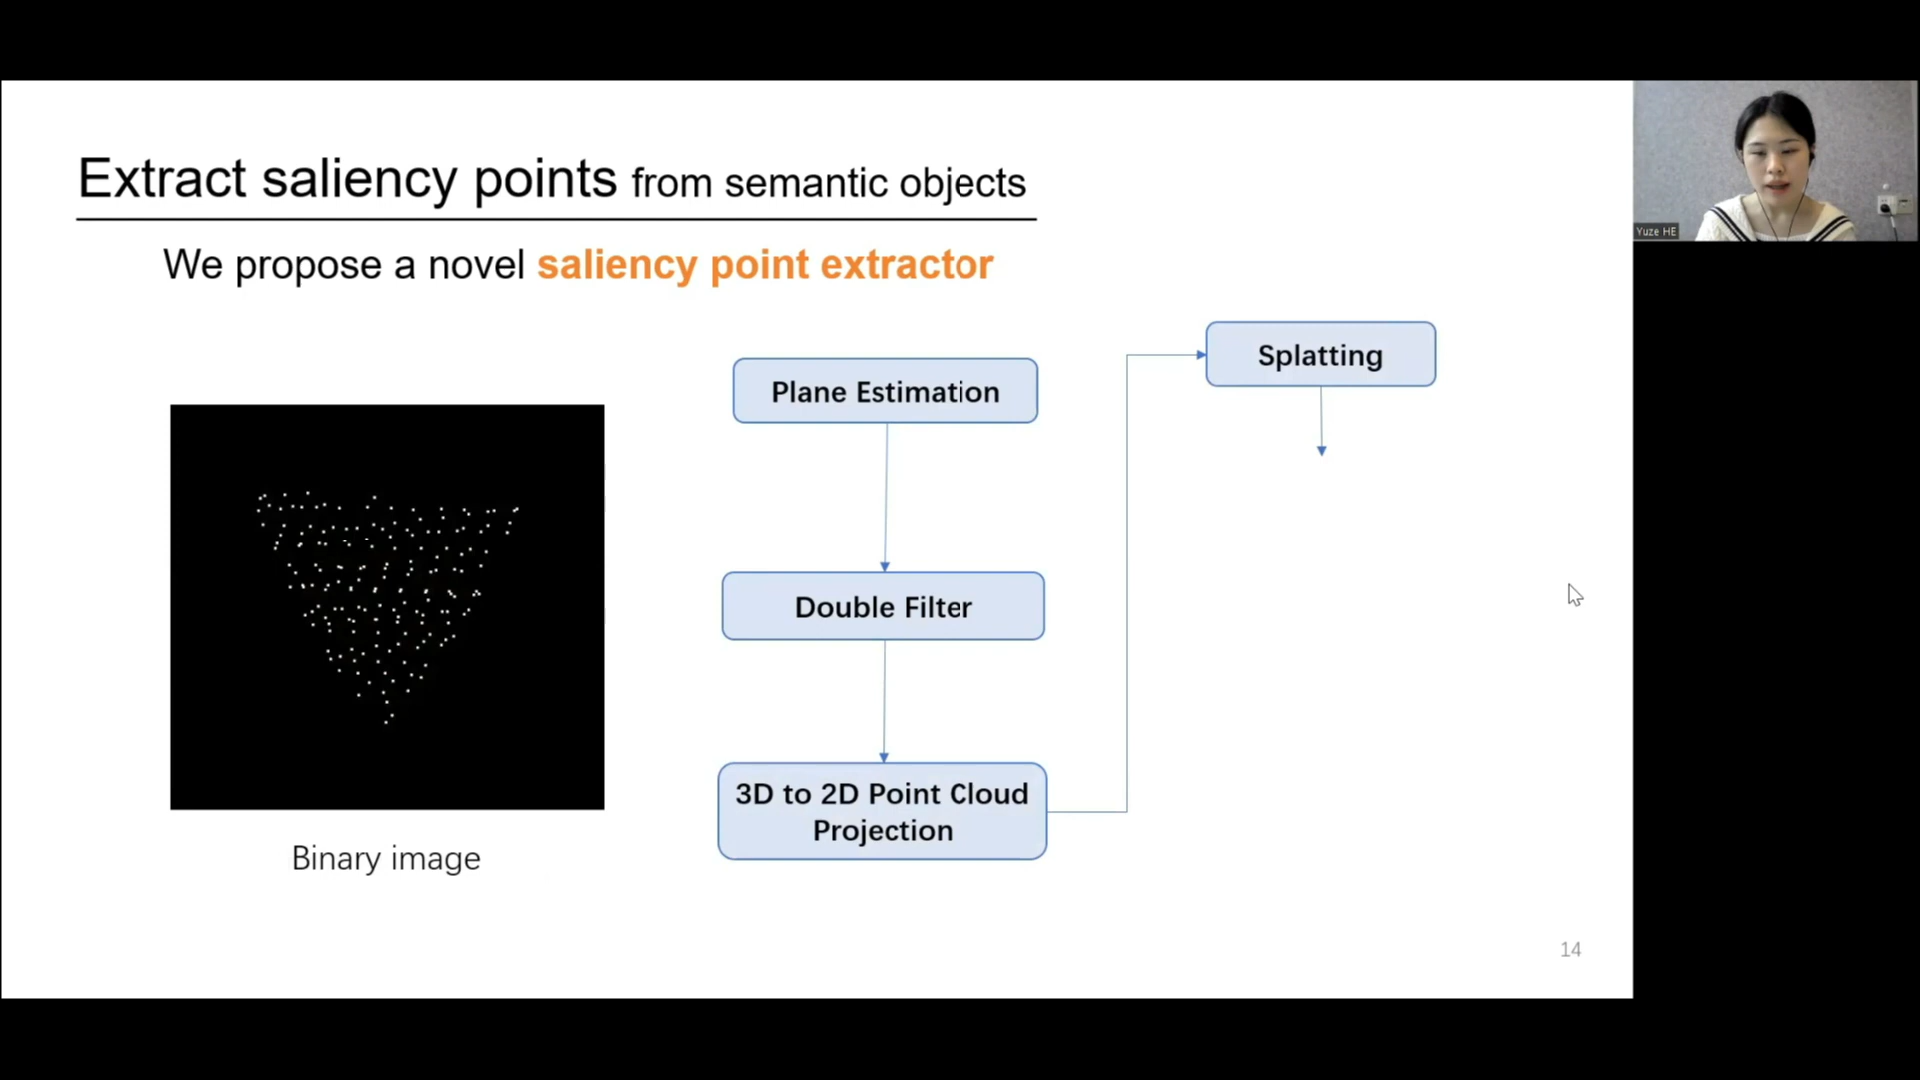 Extract saliency points from semantic objects
We propose a novel saliency point extractor
Plane Estimation
Double Filter
3D to 2D Point Cloud
Projection
Splatting
Binary image
14
Yuze HE